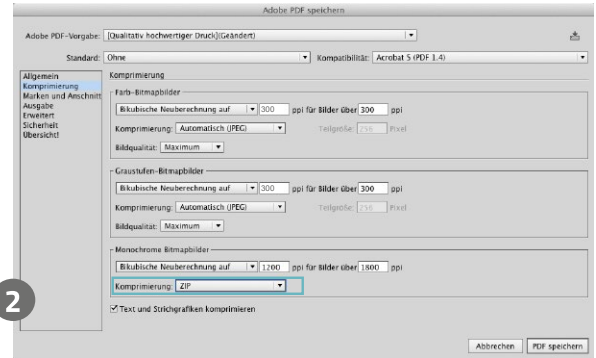 Adobe PDF speichern
Adobe PDF-Vorgabe: [Qualitativ hochwertiger Druck](Geändert)
Standard: Ohne Kompatibilität: Acrobat 5 (PDF 1.4)
Allgemein
Komprimierung
Marken und Anschnitt
Ausgabe
Erweitert
Sicherheit
Übersicht!
Komprimierung
Farb-Bitmapbilder
Bikubische Neuberechnung auf 300 ppi für Bilder über 300 ppi
Komprimierung: Automatisch (JPEG) Teilgröße: 256 Pixel
Bildqualität: Maximum
Graustufen-Bitmapbilder
Bikubische Neuberechnung auf 300 ppi für Bilder über 300 ppi
Komprimierung: Automatisch (JPEG) Teilgröße: 256 Pixel
Bildqualität: Maximum
Monochrome Bitmapbilder
Bikubische Neuberechnung auf 1200 ppi für Bilder über 1800 ppi
Komprimierung: ZIP
Text und Strichgrafiken komprimieren
2
Abbrechen PDF speichern